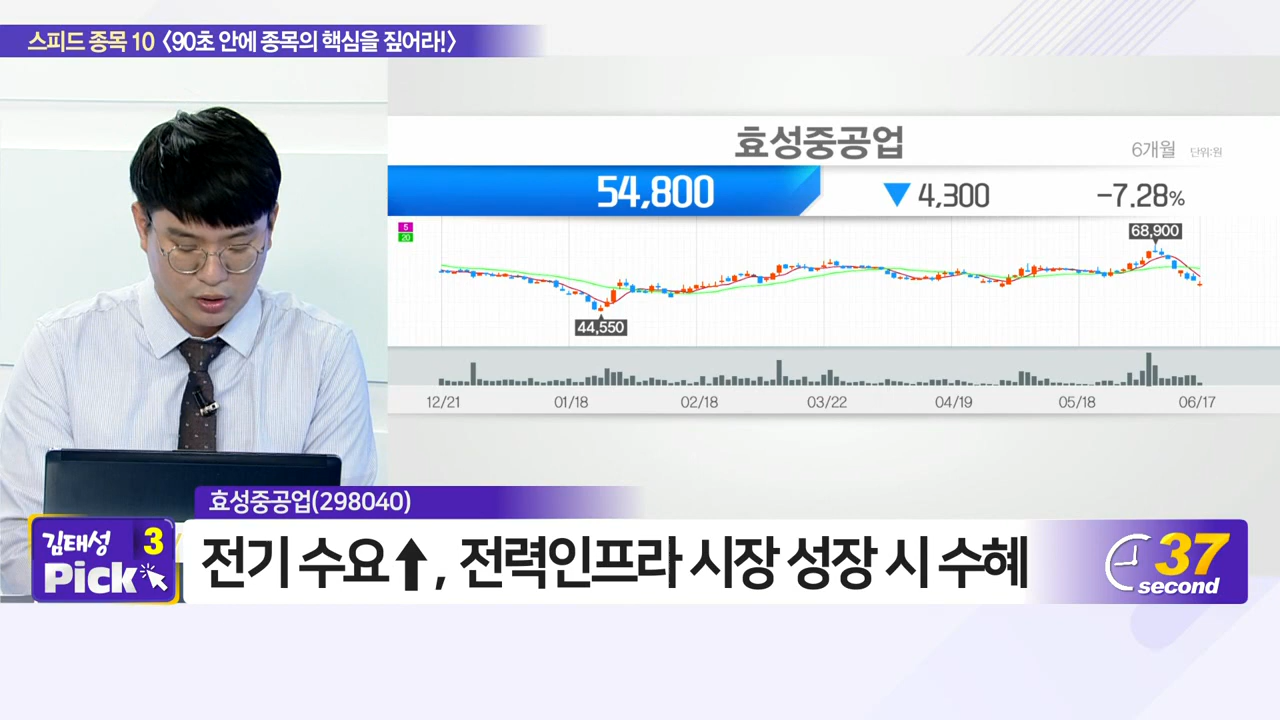 스피드 종목 10 <90초 안에 종목의 핵심을 짚어라!>
효성중공업
6개월 단위:원
54,800 ▼ 4,300 -7.28%
5
20
68,900
44,550
12/21 01/18 02/18 03/22 04/19 05/18 06/17
효성중공업(298040)
김태성 3
Pick
전기 수요↑, 전력인프라 시장 성장 시 수혜
37
second